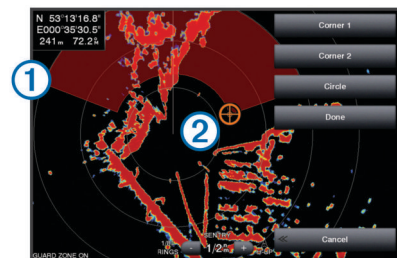 N 53°13'16.8"
E000°35'30.5"
241m 72.2
Corner 1
Corner 2
Circle
Done
1
2
SENTRY
RINGS
- 1/2 +
Cancel
GUARD ZONE ON